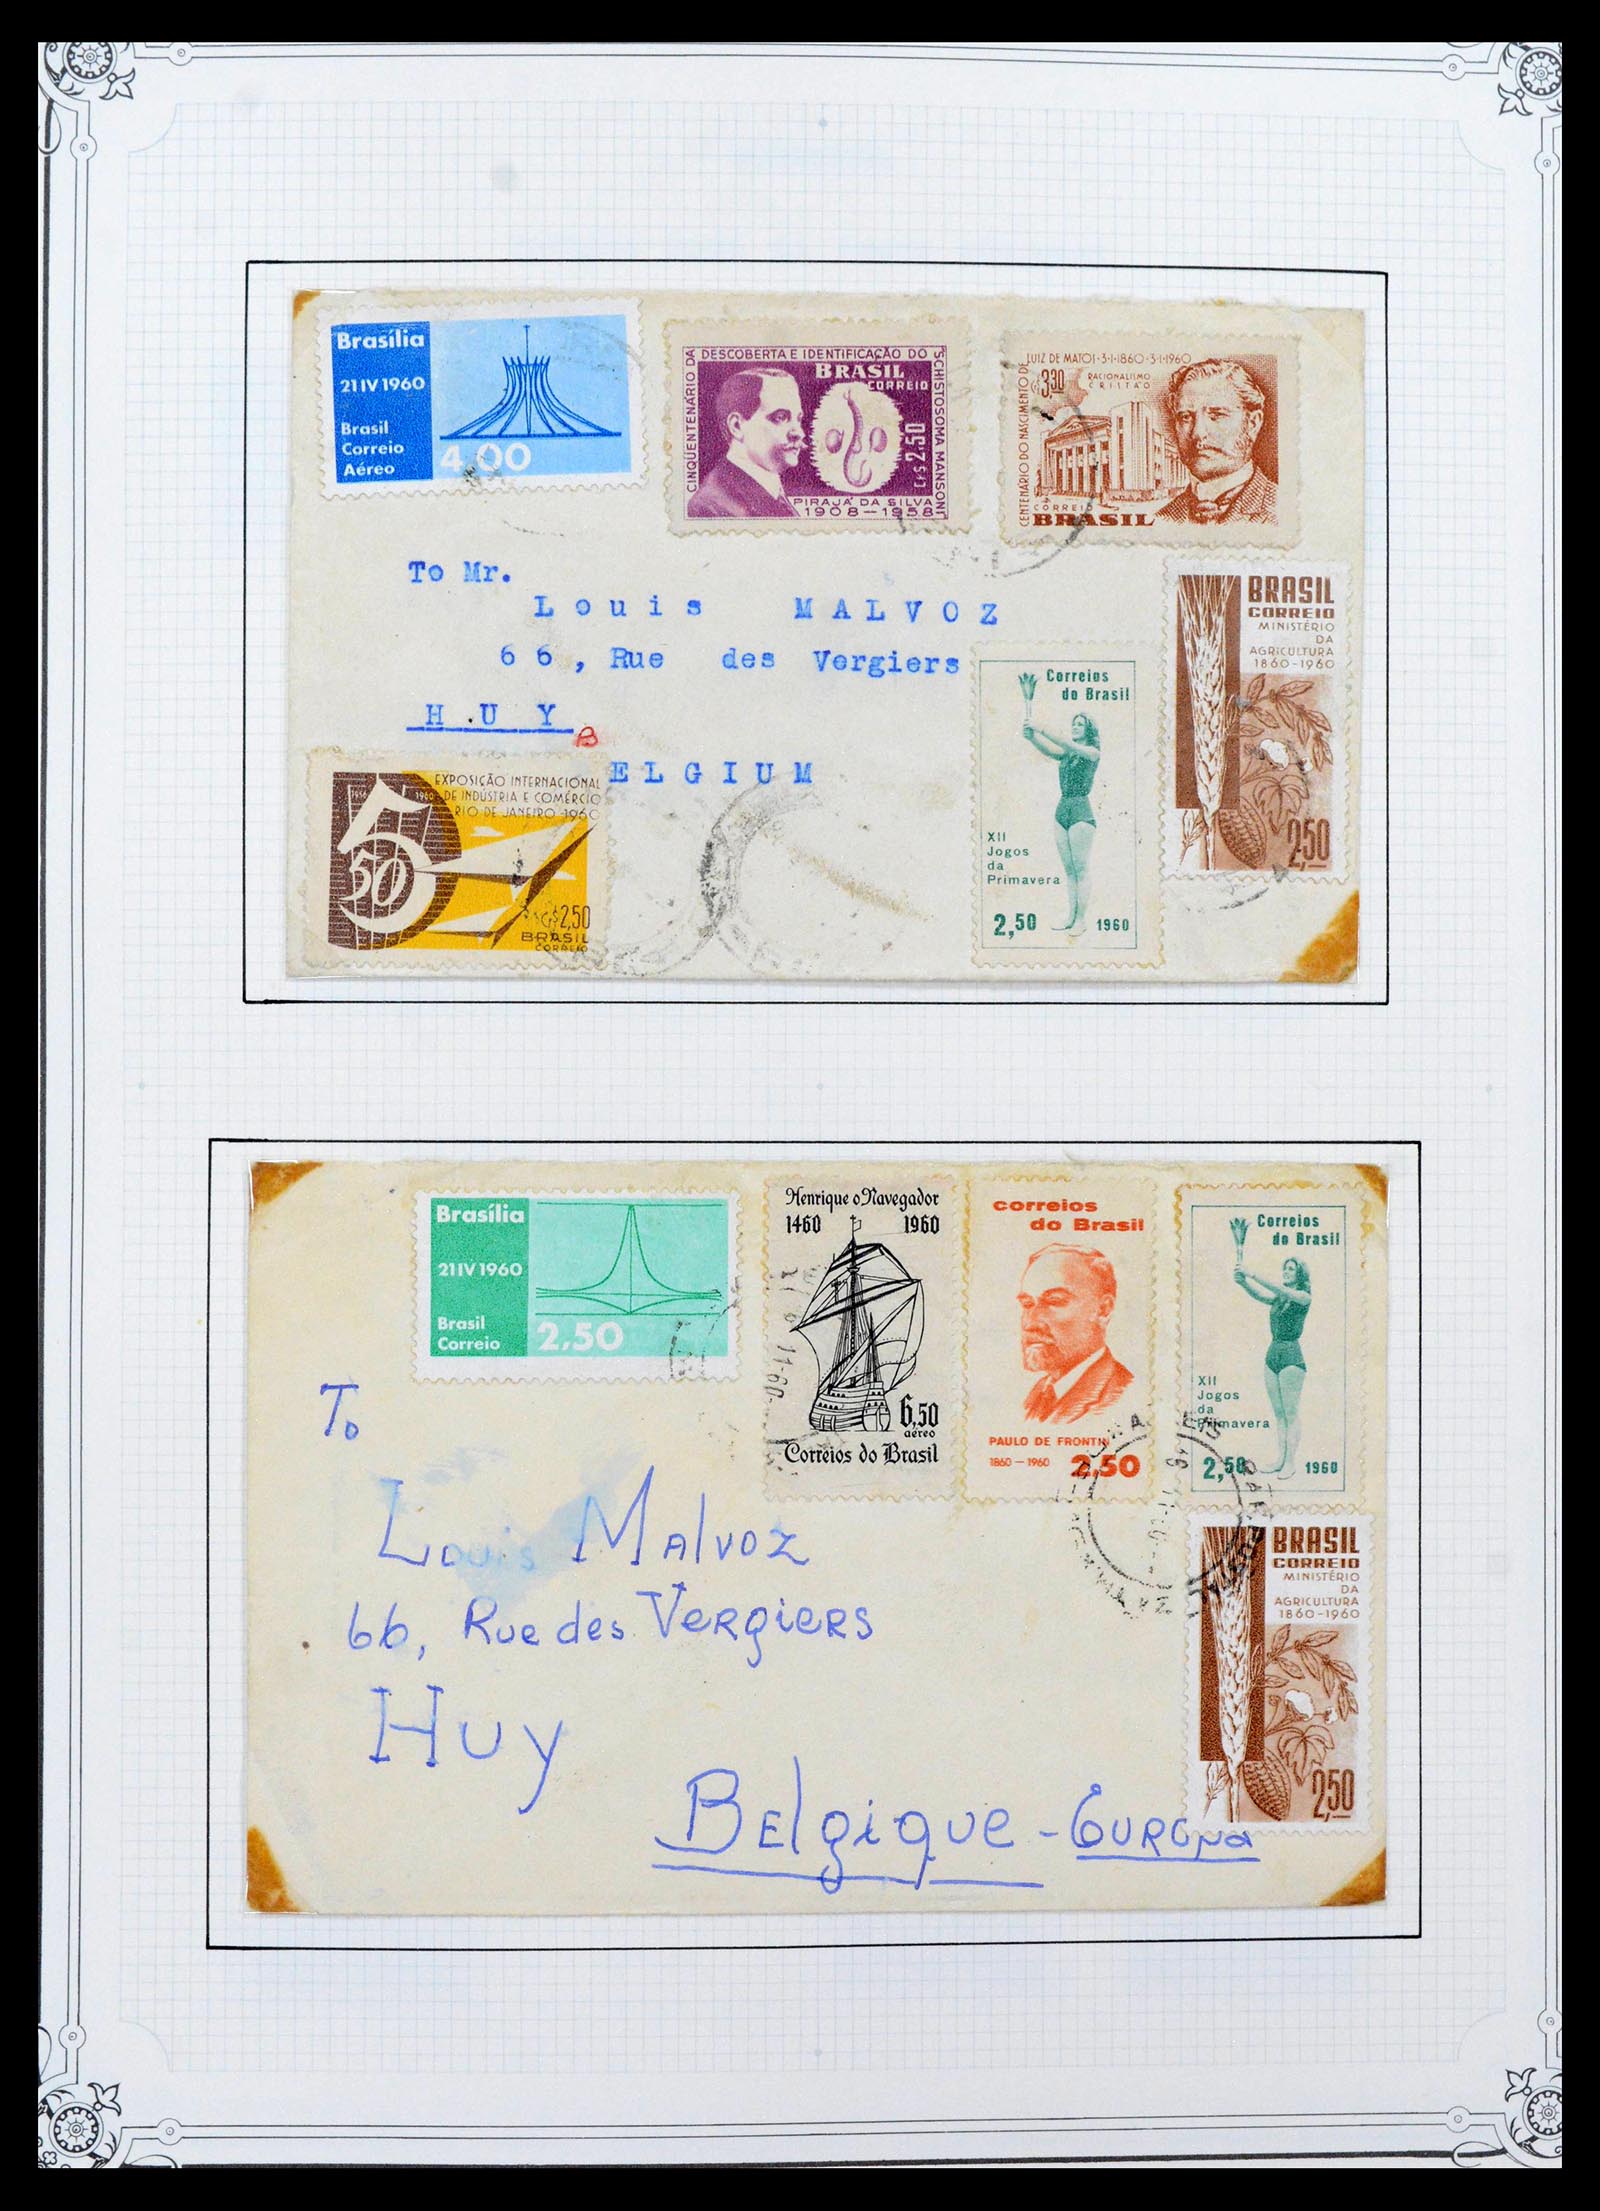 Brasília
21 IV 1960
Brasil
Correio
Aéreo
4,00
CINQUENTENÁRIO DA
DESCOBERTA E IDENTIFICAÇÃO DO
SCHISTOSOMA MANSONI
BRASIL
CORREIO
CR$ 2.50
PIRAJÁ DA SILVA
1908—1958
CENTENÁRIO DO NASCIMENTO DE
LUIZ DE MATOS·3·1·1860·3·1·1960
3,30
RACIONALISMO
CRISTÃO
CORREIO
BRASIL
To Mr.
Louis MALVOZ
66, Rue des Vergiers
HUY
B
ELGIUM
BRASIL
CORREIO
MINISTÉRIO
DA
AGRICULTURA
1860-1960
2,50
Correios
do Brasil
XII
Jogos
da
Primavera
2,50 1960
EXPOSIÇÃO INTERNACIONAL
DE INDÚSTRIA E COMÉRCIO
RIO DE JANEIRO-1960
1960
5
50
CR$2,50
BRASIL
CORREIO
Brasília
21 IV 1960
Brasil
Correio
2,50
Henrique o Navegador
1460 1960
6,50
aéreo
Correios do Brasil
correios
do Brasil
PAULO DE FRONTIN
1860 — 1960
2,50
Correios
do Brasil
XII
Jogos
da
Primavera
2,50 1960
BRASIL
CORREIO
MINISTÉRIO
DA
AGRICULTURA
1860-1960
2,50
To
Louis Malvoz
66, Rue des Vergiers
Huy
Belgique - Europa